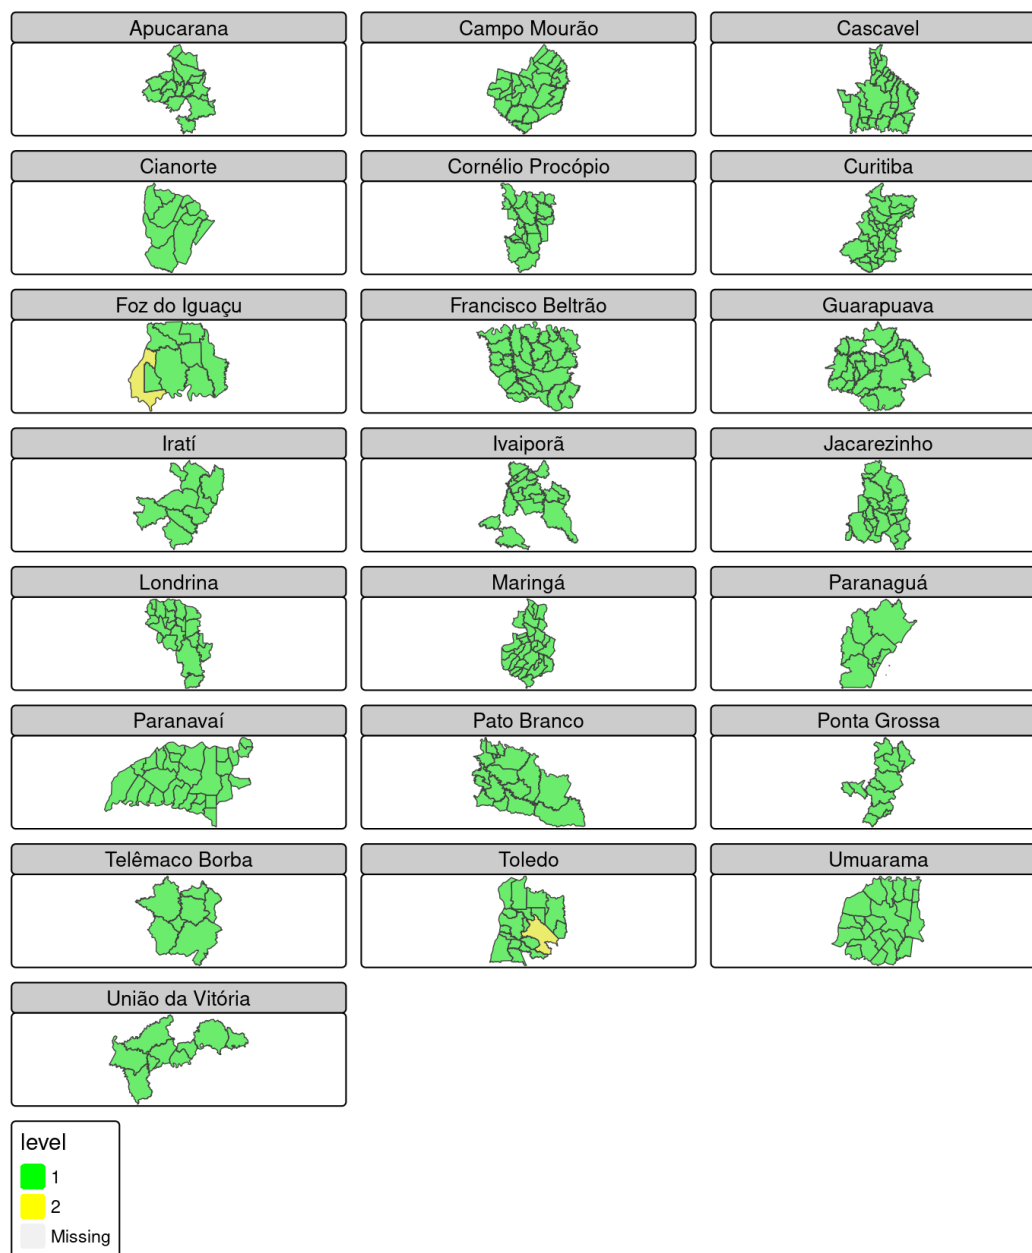 Apucarana
Campo Mourão
Cascavel
Cianorte
Cornélio Procópio
Curitiba
Foz do Iguaçu
Francisco Beltrão
Guarapuava
Iratí
Ivaiporã
Jacarezinho
Londrina
Maringá
Paranaguá
Paranavaí
Pato Branco
Ponta Grossa
Telêmaco Borba
Toledo
Umuarama
União da Vitória
level
1
2
Missing